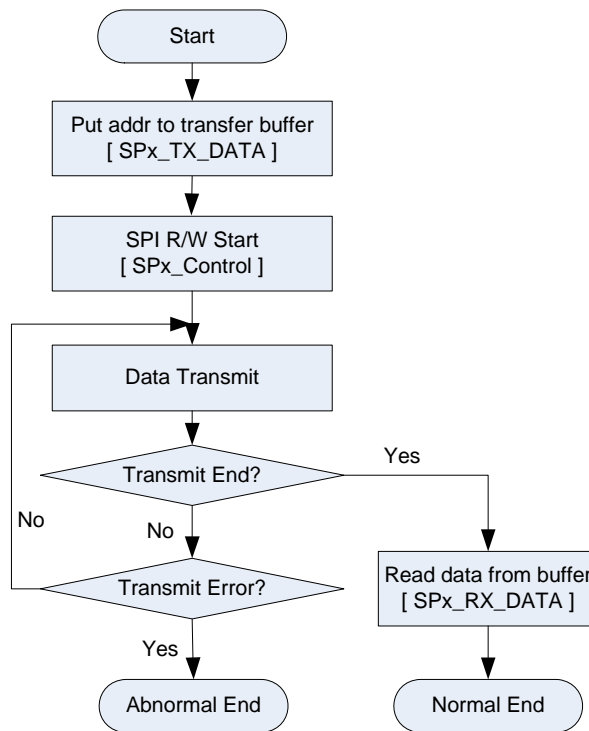 Start
Put addr to transfer buffer
[ SPx_TX_DATA ]
SPI R/W Start
[ SPx_Control ]
Data Transmit
Transmit End?
Yes
No
No
Transmit Error?
Read data from buffer
[ SPx_RX_DATA ]
Yes
Abnormal End
Normal End